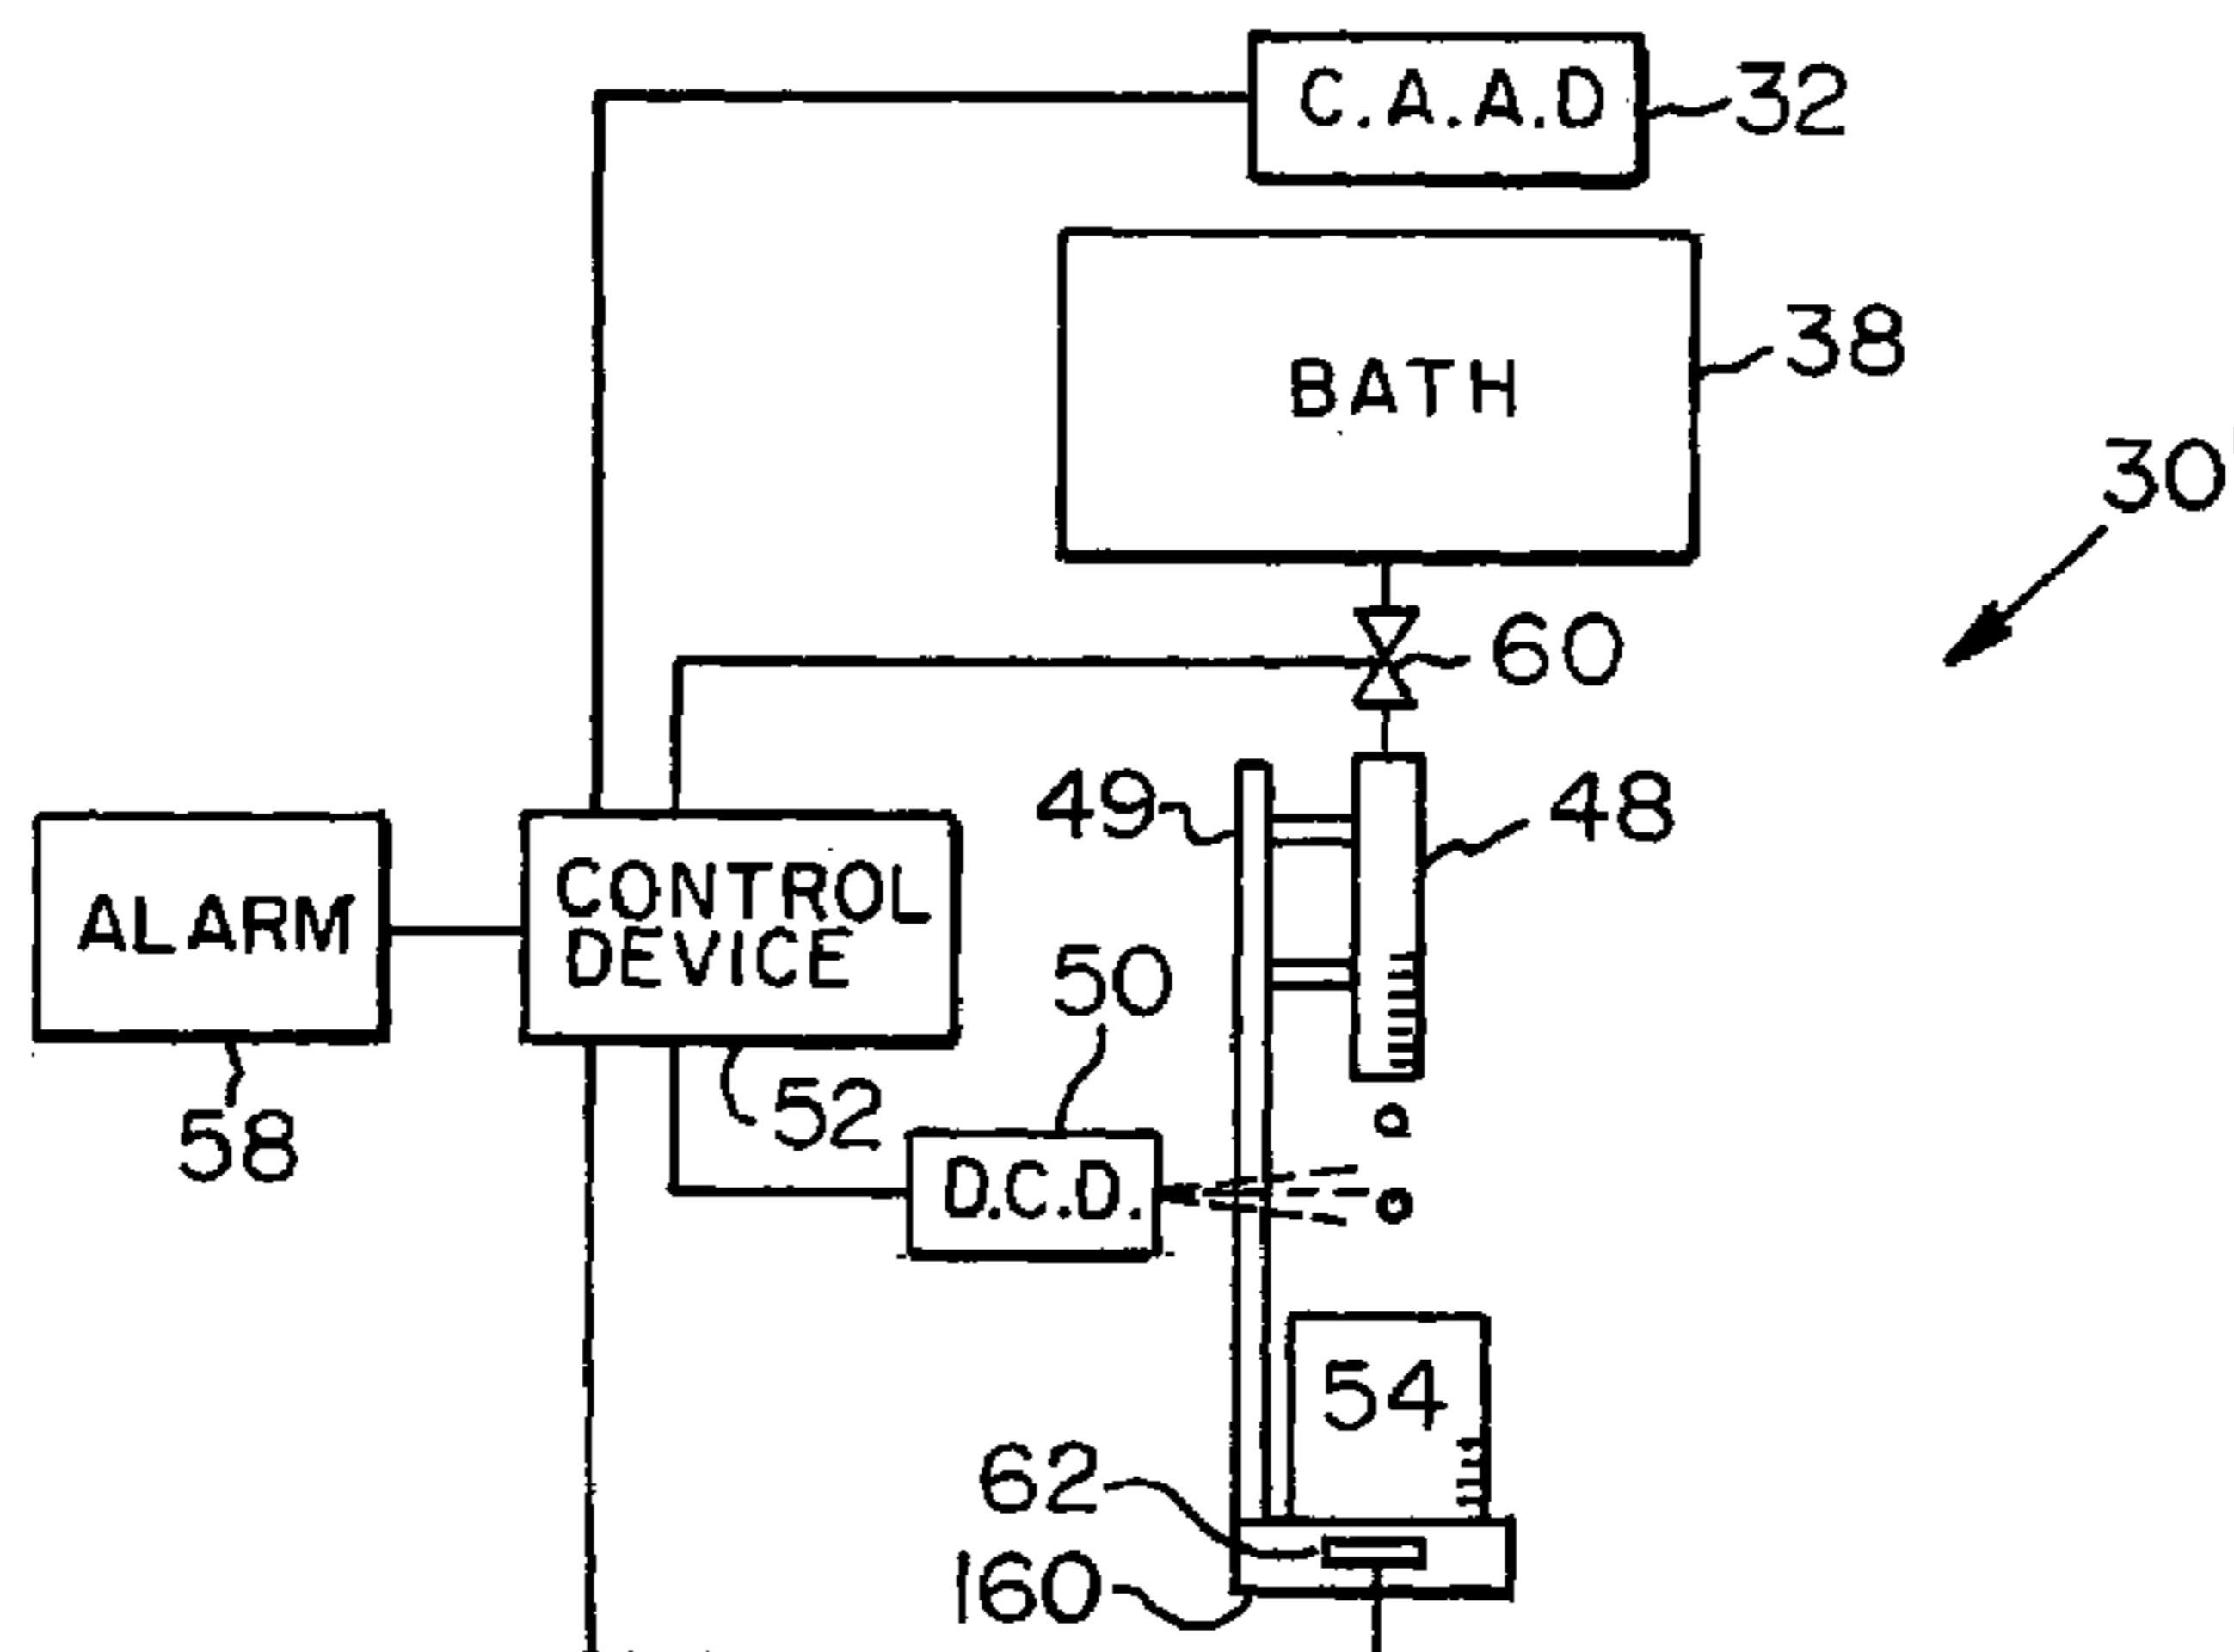 C.A.A.D
32
BATH
38
30'
60
49
48
ALARM
CONTROL
DEVICE
50
52
58
D.C.D.
54
62
160